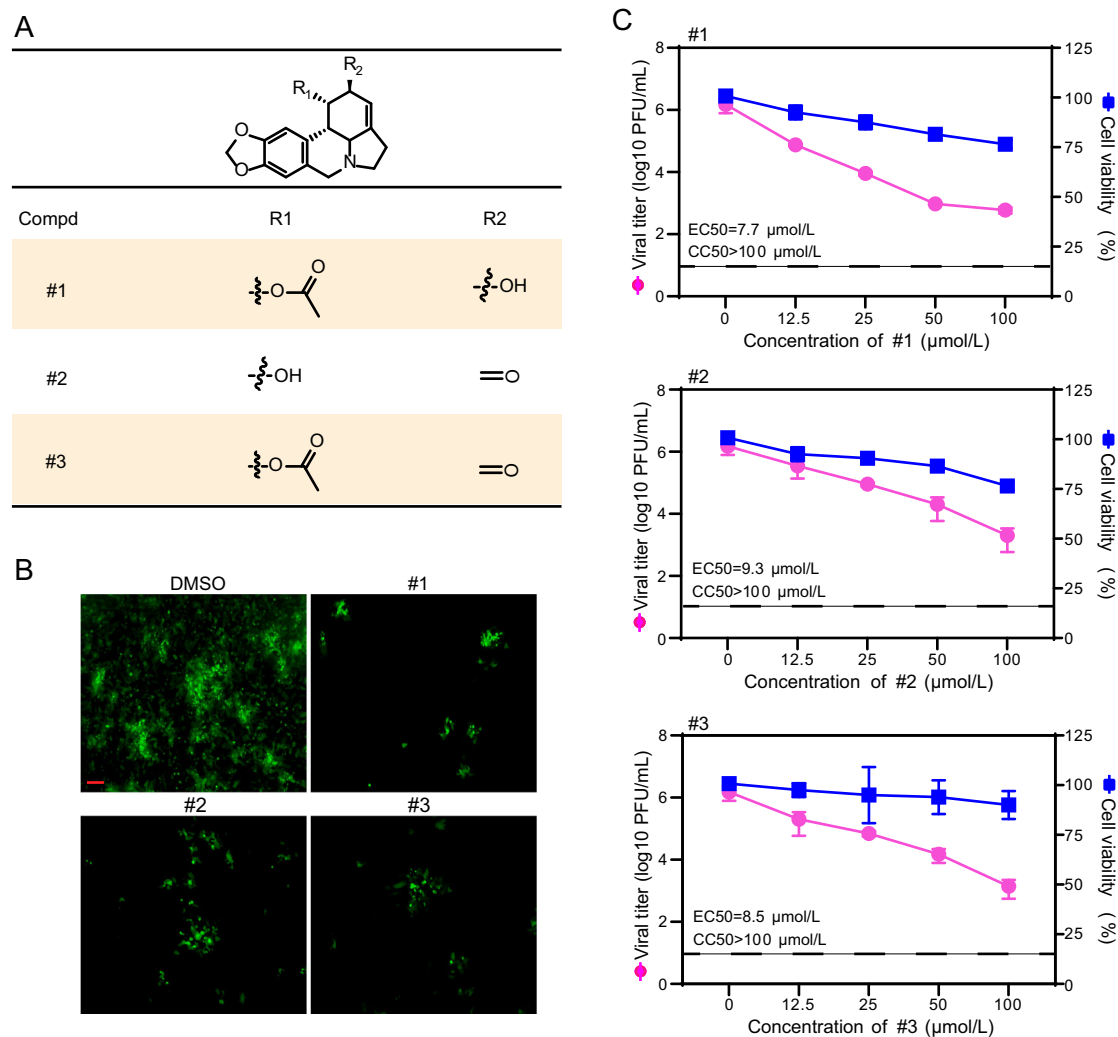 A
R2
R1
O
O
N
Compd R1 R2
#1 O O OH
#2 OH O
#3 O O O
B
DMSO #1
#2 #3
C
#1
Viral titer (log10 PFU/mL)
8
6
4
2
0
125
100
75
50
25
0
Cell viability (%)
EC50=7.7 µmol/L
CC50>100 µmol/L
0 12.5 25 50 100
Concentration of #1 (µmol/L)
#2
Viral titer (log10 PFU/mL)
8
6
4
2
0
125
100
75
50
25
0
Cell viability (%)
EC50=9.3 µmol/L
CC50>100 µmol/L
0 12.5 25 50 100
Concentration of #2 (µmol/L)
#3
Viral titer (log10 PFU/mL)
8
6
4
2
0
125
100
75
50
25
0
Cell viability (%)
EC50=8.5 µmol/L
CC50>100 µmol/L
0 12.5 25 50 100
Concentration of #3 (µmol/L)